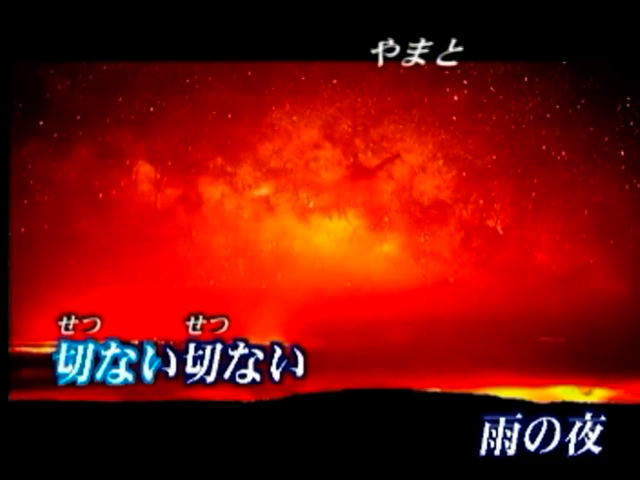 やまと
せつ せつ
切ない切ない
雨の夜